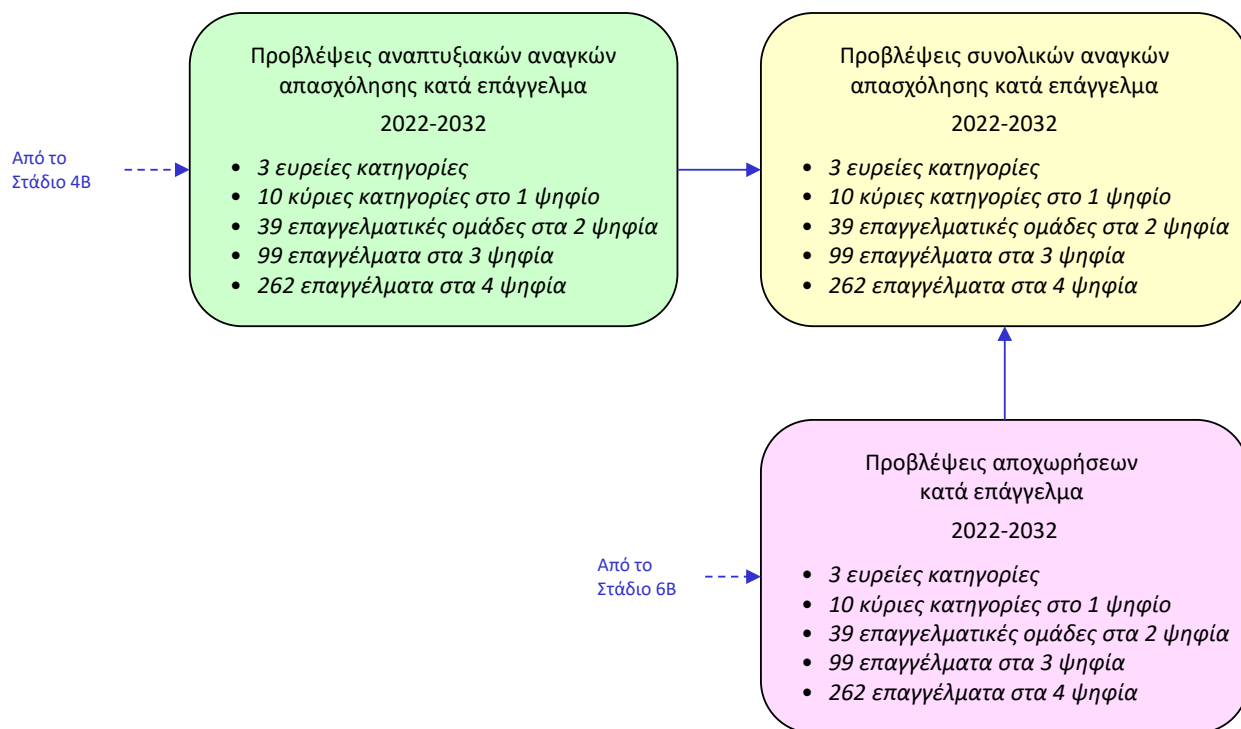 Προβλέψεις αναπτυξιακών αναγκών
απασχόλησης κατά επάγγελμα
2022-2032
• 3 ευρείες κατηγορίες
• 10 κύριες κατηγορίες στο 1 ψηφίο
• 39 επαγγελματικές ομάδες στα 2 ψηφία
• 99 επαγγέλματα στα 3 ψηφία
• 262 επαγγέλματα στα 4 ψηφία
Από το
Στάδιο 4Β
Προβλέψεις συνολικών αναγκών
απασχόλησης κατά επάγγελμα
2022-2032
• 3 ευρείες κατηγορίες
• 10 κύριες κατηγορίες στο 1 ψηφίο
• 39 επαγγελματικές ομάδες στα 2 ψηφία
• 99 επαγγέλματα στα 3 ψηφία
• 262 επαγγέλματα στα 4 ψηφία
Προβλέψεις αποχωρήσεων
κατά επάγγελμα
2022-2032
• 3 ευρείες κατηγορίες
• 10 κύριες κατηγορίες στο 1 ψηφίο
• 39 επαγγελματικές ομάδες στα 2 ψηφία
• 99 επαγγέλματα στα 3 ψηφία
• 262 επαγγέλματα στα 4 ψηφία
Από το
Στάδιο 6Β